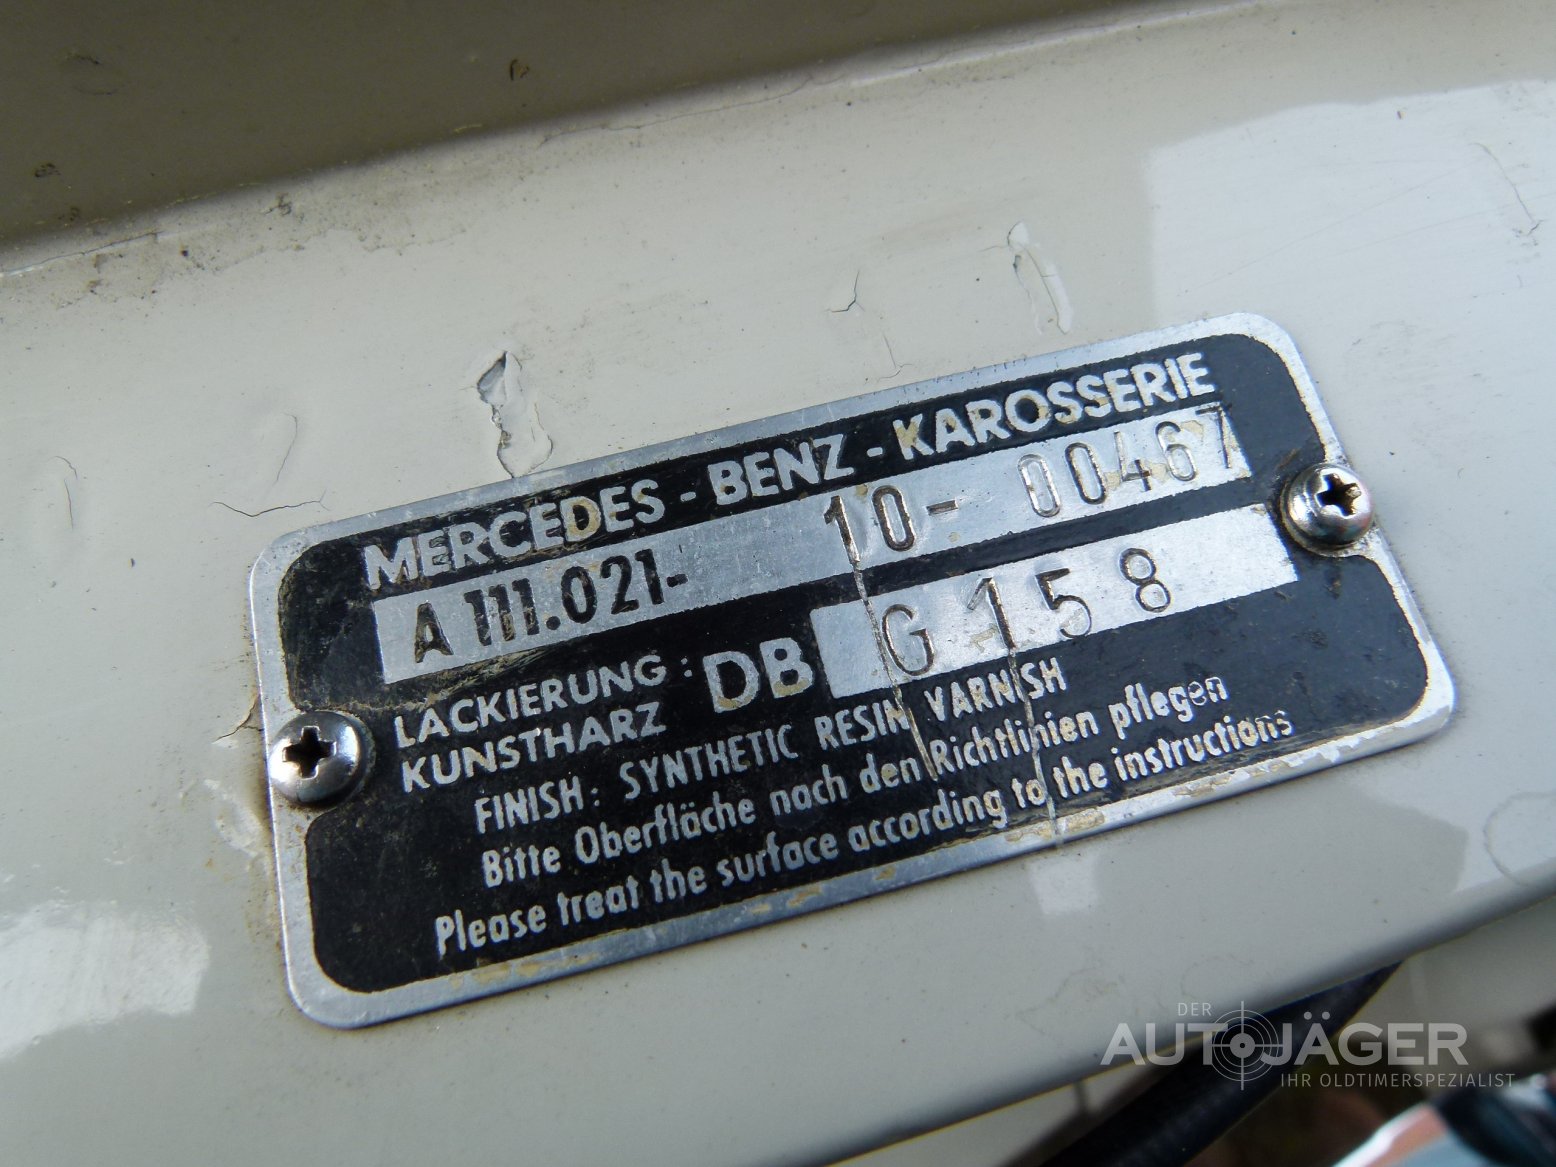 MERCEDES - BENZ - KAROSSERIE
A 111.021- 10- 00467
LACKIERUNG :
KUNSTHARZ DB G 158
FINISH: SYNTHETIC RESIN VARNISH
Bitte Oberfläche nach den Richtlinien pflegen
Please treat the surface according to the instructions
DER
AUTOJÄGER
IHR OLDTIMERSPEZIALIST